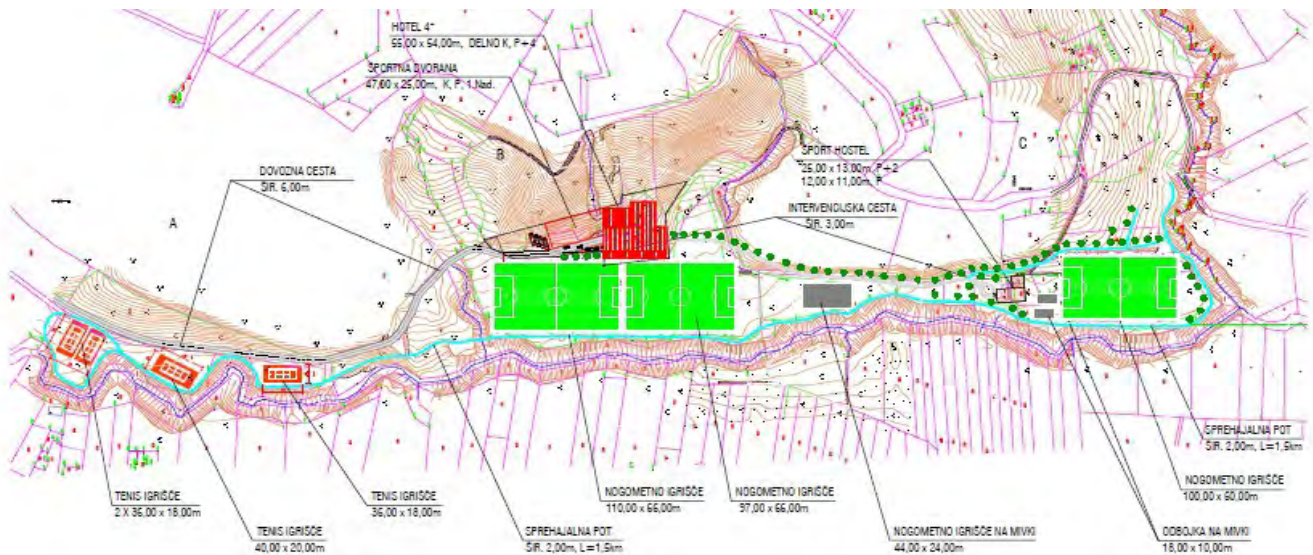 HOTEL 4*
55,00 x 54,00m, DELNO K, P+4
ŠPORTNA DVORANA
47,00 x 25,00m, K, P, 1.Nad.
B
C
ŠPORT HOSTEL
25,00 x 13,00m, P+2
12,00 x 11,00m, P
DOVOZNA CESTA
ŠIR. 6,00m
INTERVENCIJSKA CESTA
ŠIR. 3,00m
A
SPREHAJALNA POT
ŠIR. 2,00m, L=1,5km
NOGOMETNO IGRIŠČE
100,00 x 60,00m
TENIS IGRIŠČE
2 X 36,00 x 18,00m
TENIS IGRIŠČE
36,00 x 18,00m
NOGOMETNO IGRIŠČE
110,00 x 66,00m
NOGOMETNO IGRIŠČE
97,00 x 66,00m
TENIS IGRIŠČE
40,00 x 20,00m
SPREHAJALNA POT
ŠIR. 2,00m, L=1,5km
NOGOMETNO IGRIŠČE NA MIVKI
44,00 x 24,00m
ODBOJKA NA MIVKI
18,00 x 10,00m